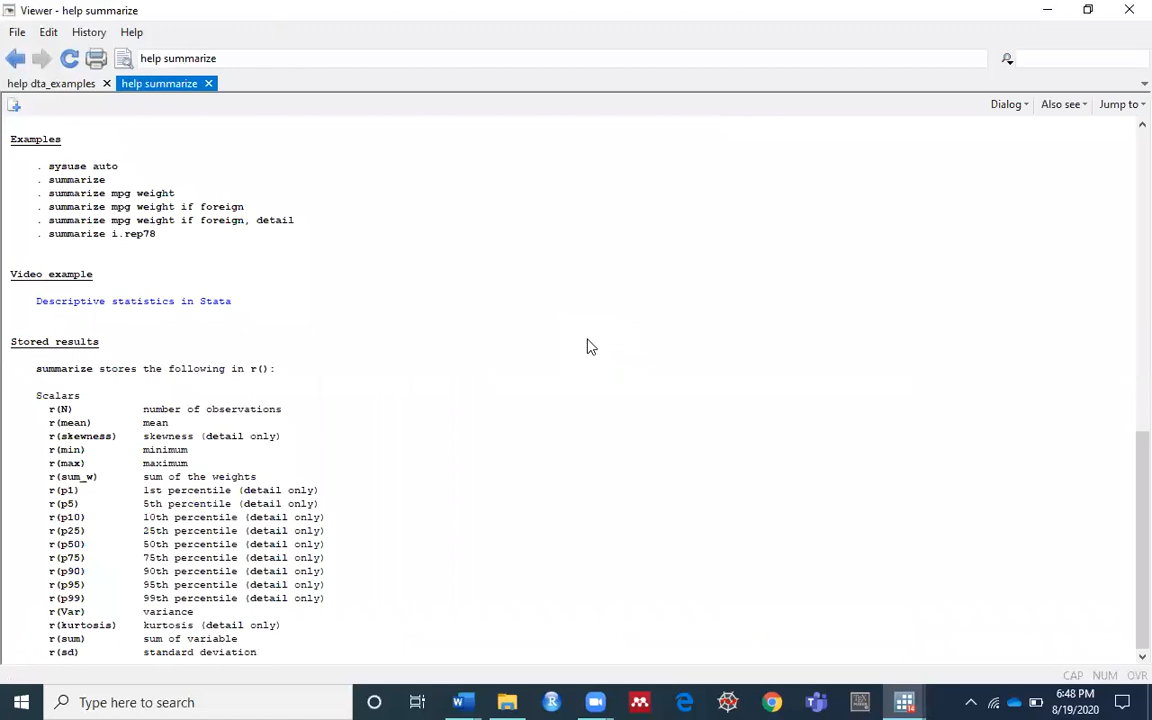 Viewer - help summarize
File Edit History Help
help summarize
help dta_examples help summarize
Dialog Also see Jump to
Examples
. sysuse auto
. summarize
. summarize mpg weight
. summarize mpg weight if foreign
. summarize mpg weight if foreign, detail
. summarize i.rep78
Video example
Descriptive statistics in Stata
Stored results
summarize stores the following in r():
Scalars
r(N) number of observations
r(mean) mean
r(skewness) skewness (detail only)
r(min) minimum
r(max) maximum
r(sum_w) sum of the weights
r(p1) 1st percentile (detail only)
r(p5) 5th percentile (detail only)
r(p10) 10th percentile (detail only)
r(p25) 25th percentile (detail only)
r(p50) 50th percentile (detail only)
r(p75) 75th percentile (detail only)
r(p90) 90th percentile (detail only)
r(p95) 95th percentile (detail only)
r(p99) 99th percentile (detail only)
r(Var) variance
r(kurtosis) kurtosis (detail only)
r(sum) sum of variable
r(sd) standard deviation
CAP NUM OVR
Type here to search
6:48 PM
8/19/2020